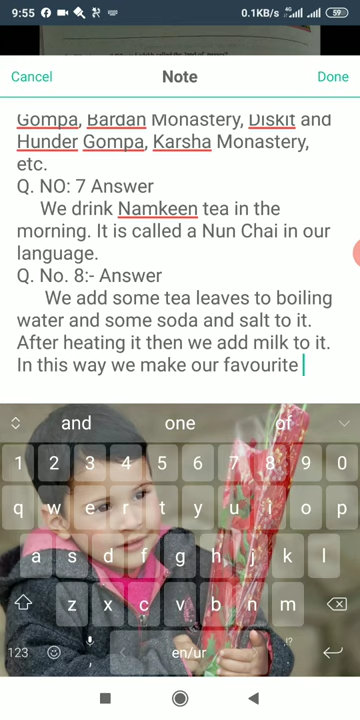 9:55 0.1KB/s 4G 59
Cancel Note Done
Gompa, Bardan Monastery, Diskit and
Hunder Gompa, Karsha Monastery,
etc.
Q. NO: 7 Answer
We drink Namkeen tea in the
morning. It is called a Nun Chai in our
language.
Q. No. 8:- Answer
We add some tea leaves to boiling
water and some soda and salt to it.
After heating it then we add milk to it.
In this way we make our favourite
and one of
1 2 3 4 5 6 7 8 9 0
q w e r t y u i o p
a s d f g h j k l
z x c v b n m
123 , en/ur !?